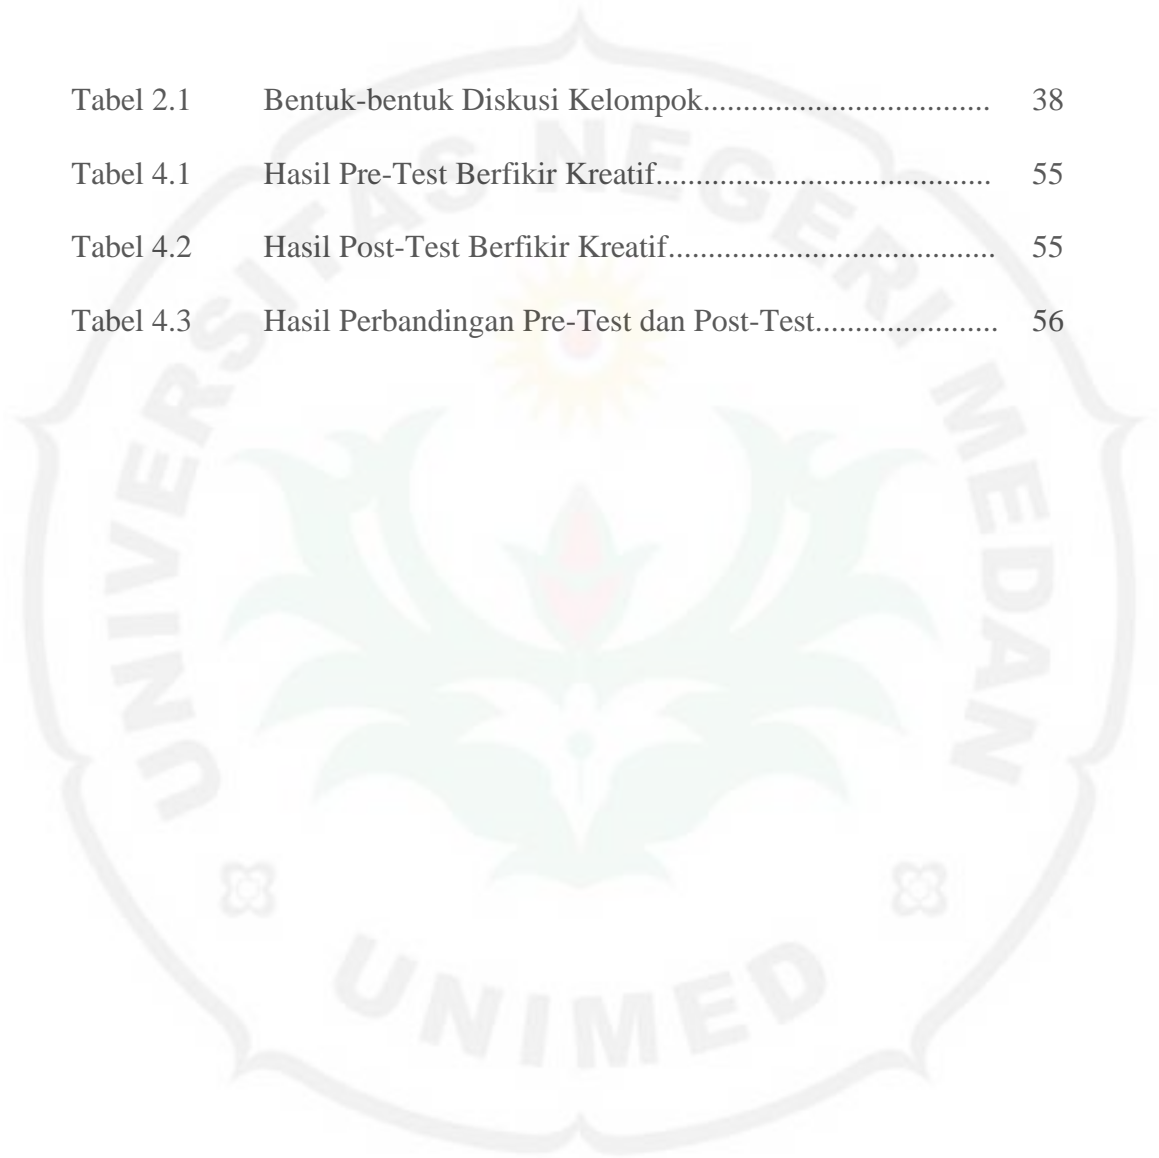 Tabel 2.1 Bentuk-bentuk Diskusi Kelompok.................................... 38
Tabel 4.1 Hasil Pre-Test Berfikir Kreatif.......................................... 55
Tabel 4.2 Hasil Post-Test Berfikir Kreatif......................................... 55
Tabel 4.3 Hasil Perbandingan Pre-Test dan Post-Test....................... 56
UNIVERSITAS NEGERI MEDAN
UNIMED